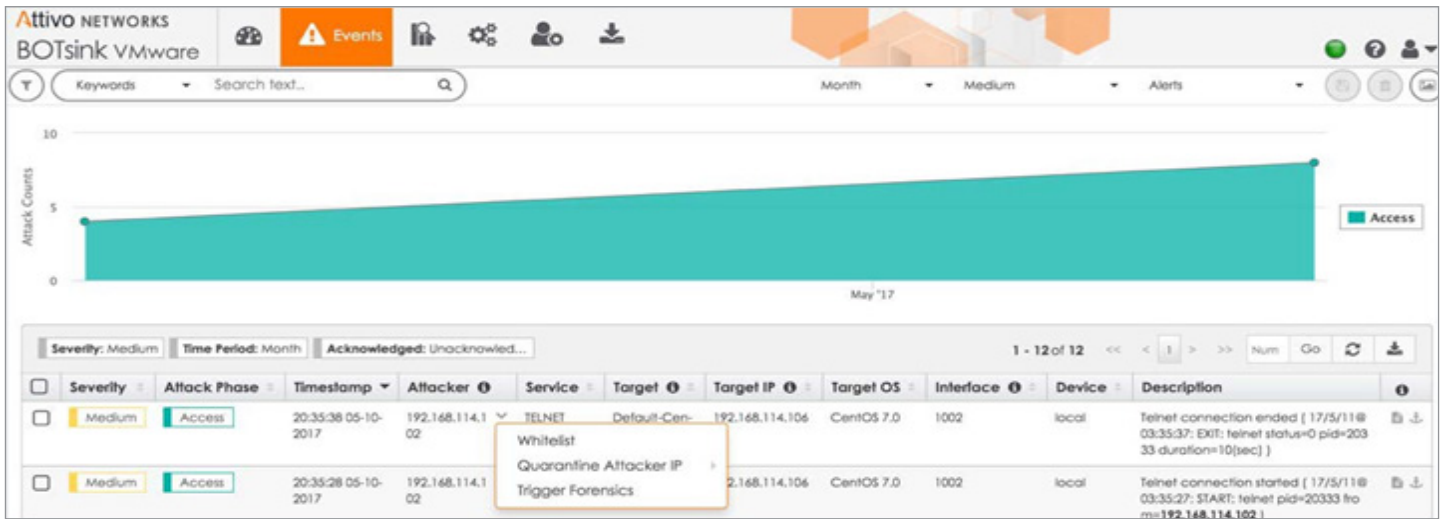 Attivo NETWORKS
BOTsink VMware
Events
Keywords Search text...
Month Medium Alerts
10
5
0
Attack Counts
Access
May '17
Severity: Medium Time Period: Month Acknowledged: Unacknowled...
1 - 12 of 12 << < 1 > >> Num Go
Severity Attack Phase Timestamp Attacker Service Target Target IP Target OS Interface Device Description
Medium Access 20:35:38 05-10- 192.168.114.1 TELNET Default-Cen- 192.168.114.106 CentOS 7.0 1002 local Telnet connection ended [ 17/5/11@
2017 02 03:35:37: EXIT: telnet status=0 pid=203
33 duration=10(sec) ]
Whitelist
Quarantine Attacker IP >
Trigger Forensics
Medium Access 20:35:28 05-10- 192.168.114.1 2.168.114.106 CentOS 7.0 1002 local Telnet connection started [ 17/5/11@
2017 02 03:35:27: START: telnet pid=20333 fro
m=192.168.114.102 ]